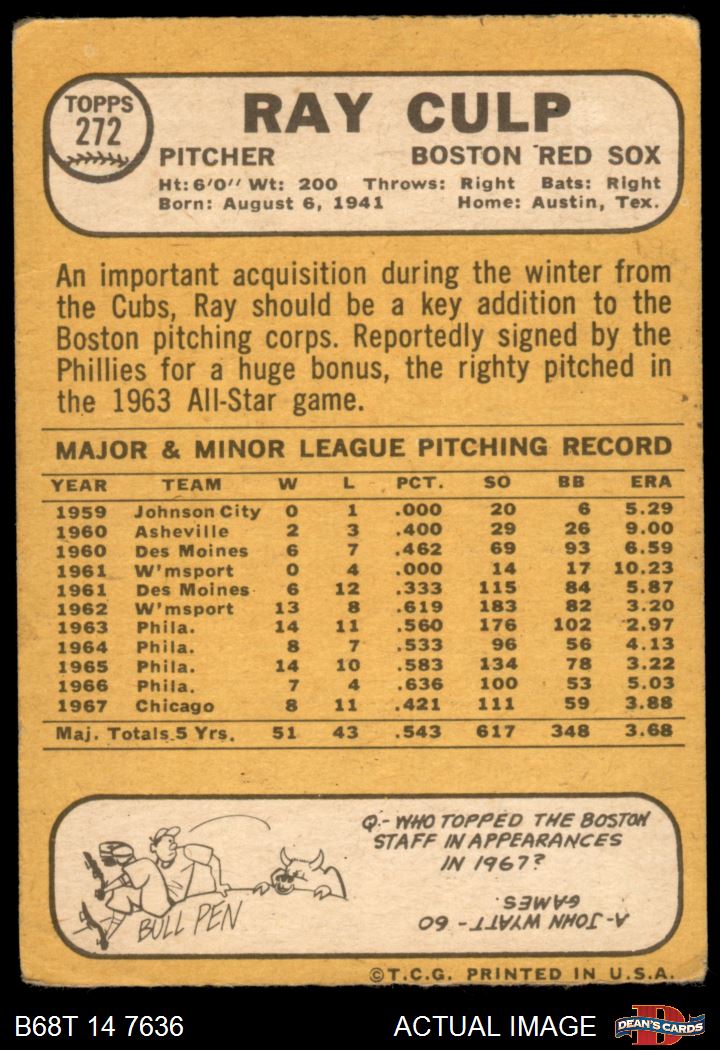 TOPPS
272
RAY CULP
PITCHER BOSTON RED SOX
Ht: 6'0" Wt: 200 Throws: Right Bats: Right
Born: August 6, 1941 Home: Austin, Tex.
An important acquisition during the winter from
the Cubs, Ray should be a key addition to the
Boston pitching corps. Reportedly signed by the
Phillies for a huge bonus, the righty pitched in
the 1963 All-Star game.
MAJOR & MINOR LEAGUE PITCHING RECORD
YEAR TEAM W L PCT. SO BB ERA
1959 Johnson City 0 1 .000 20 6 5.29
1960 Asheville 2 3 .400 29 26 9.00
1960 Des Moines 6 7 .462 69 93 6.59
1961 W'msport 0 4 .000 14 17 10.23
1961 Des Moines 6 12 .333 115 84 5.87
1962 W'msport 13 8 .619 183 82 3.20
1963 Phila. 14 11 .560 176 102 2.97
1964 Phila. 8 7 .533 96 56 4.13
1965 Phila. 14 10 .583 134 78 3.22
1966 Phila. 7 4 .636 100 53 5.03
1967 Chicago 8 11 .421 111 59 3.88
Maj. Totals 5 Yrs. 51 43 .543 617 348 3.68
Q.- WHO TOPPED THE BOSTON
STAFF IN APPEARANCES
IN 1967?
A-JOHN WYATT - 60
GAMES.
BULL PEN
©T.C.G. PRINTED IN U.S.A.
B68T 14 7636 ACTUAL IMAGE
DEAN'S CARDS